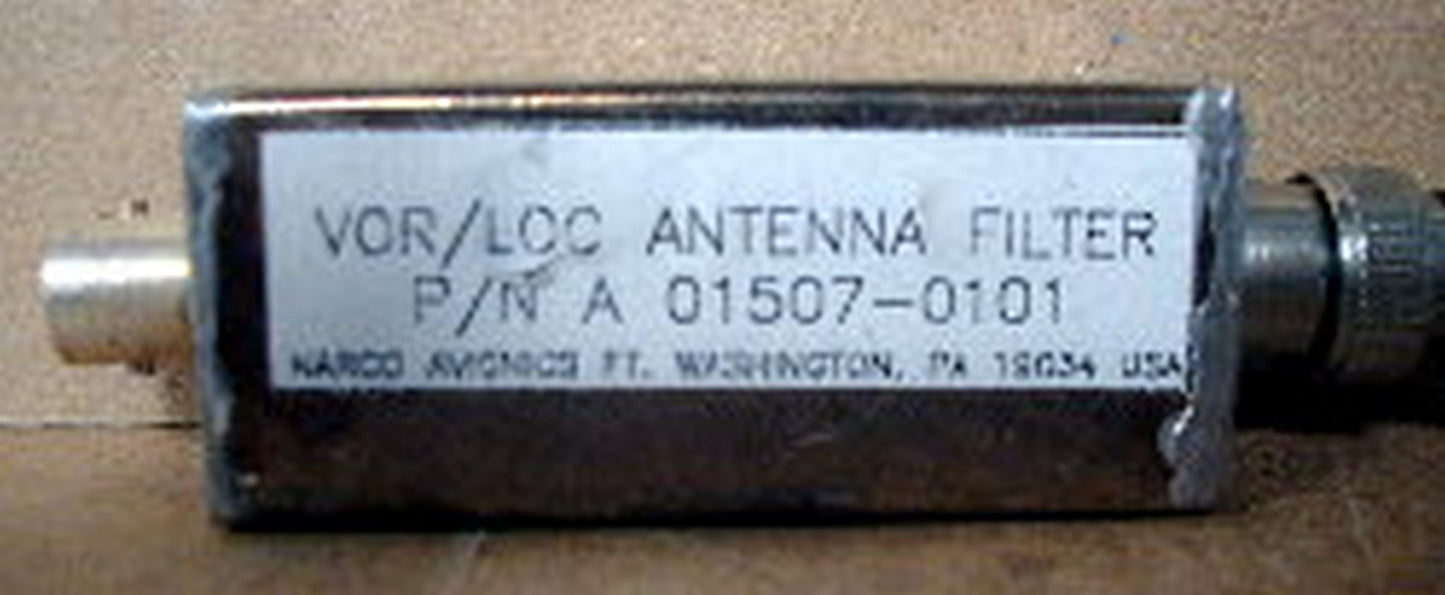 VOR/LOC ANTENNA FILTER
P/N A 01507-0101
NARCO AVIONICS FT. WASHINGTON, PA 19034 USA